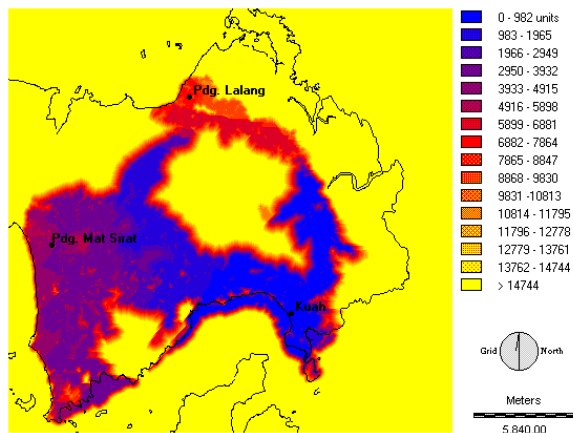 Pdg. Lalang
Pdg. Mat Sirat
Kuah
0 - 982 units
983 - 1965
1966 - 2949
2950 - 3932
3933 - 4915
4916 - 5898
5899 - 6881
6882 - 7864
7865 - 8847
8868 - 9830
9831 -10813
10814 - 11795
11796 - 12778
12779 - 13761
13762 - 14744
> 14744
Grid North
Meters
5,840.00